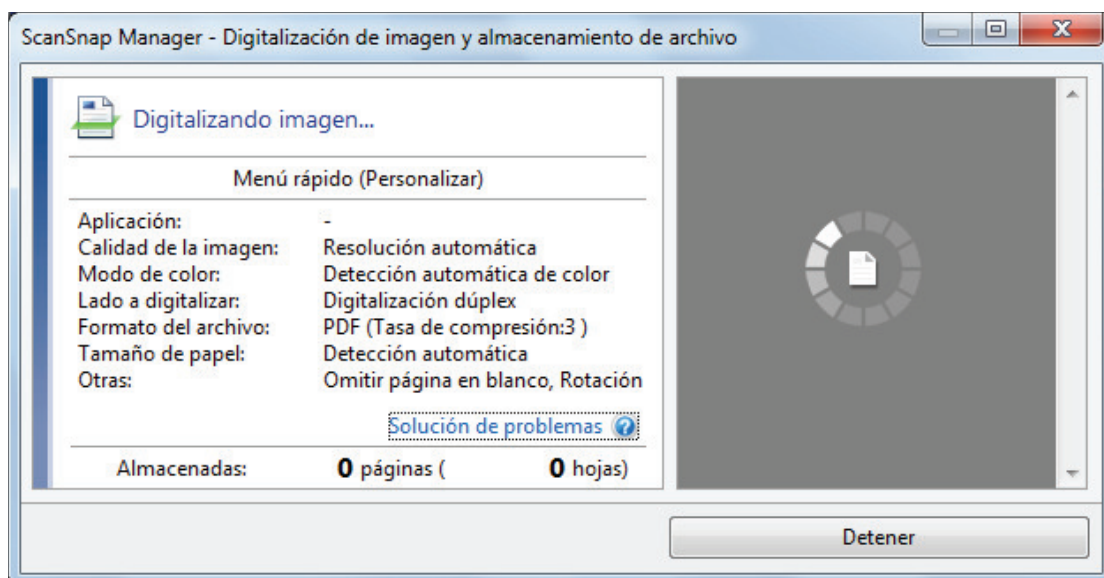 ScanSnap Manager - Digitalización de imagen y almacenamiento de archivo
Digitalizando imagen...
Menú rápido (Personalizar)
Aplicación: -
Calidad de la imagen: Resolución automática
Modo de color: Detección automática de color
Lado a digitalizar: Digitalización dúplex
Formato del archivo: PDF (Tasa de compresión:3 )
Tamaño de papel: Detección automática
Otras: Omitir página en blanco, Rotación
Solución de problemas
Almacenadas: 0 páginas ( 0 hojas)
Detener